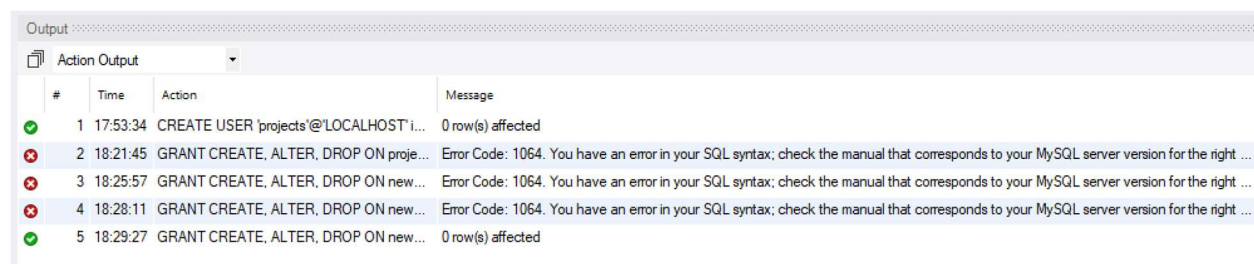 Output
Action Output
# Time Action Message
1 17:53:34 CREATE USER 'projects'@'LOCALHOST' i... 0 row(s) affected
2 18:21:45 GRANT CREATE, ALTER, DROP ON proje... Error Code: 1064. You have an error in your SQL syntax; check the manual that corresponds to your MySQL server version for the right ...
3 18:25:57 GRANT CREATE, ALTER, DROP ON new... Error Code: 1064. You have an error in your SQL syntax; check the manual that corresponds to your MySQL server version for the right ...
4 18:28:11 GRANT CREATE, ALTER, DROP ON new... Error Code: 1064. You have an error in your SQL syntax; check the manual that corresponds to your MySQL server version for the right ...
5 18:29:27 GRANT CREATE, ALTER, DROP ON new... 0 row(s) affected